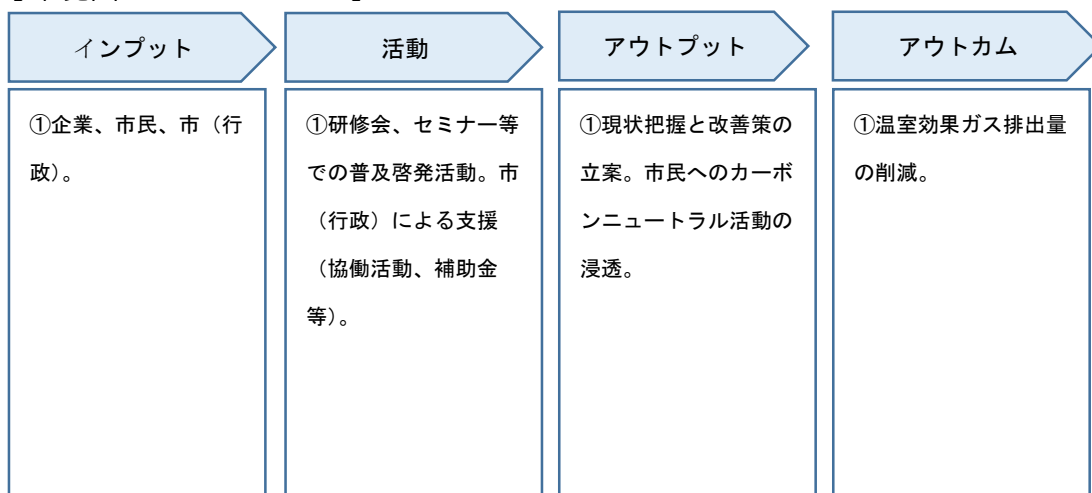 インプット
活動
アウトプット
アウトカム
①企業、市民、市（行
政）。
①研修会、セミナー等
での普及啓発活動。市
（行政）による支援
（協働活動、補助金
等）。
①現状把握と改善策の
立案。市民へのカーボ
ンニュートラル活動の
浸透。
①温室効果ガス排出量
の削減。